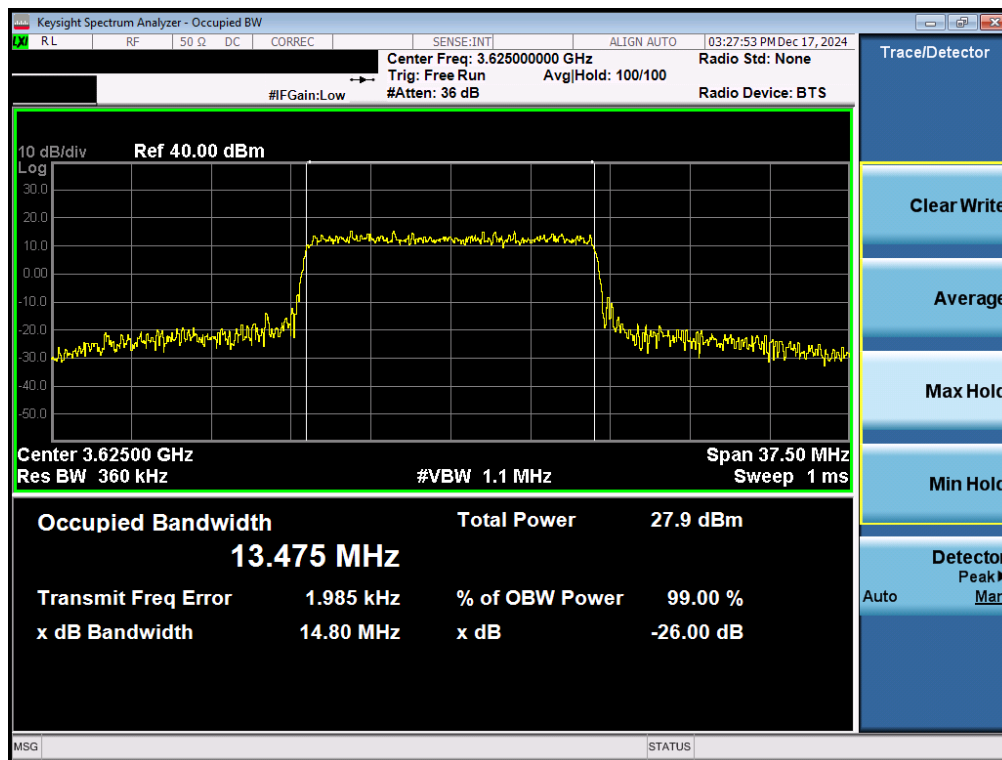 Keysight Spectrum Analyzer - Occupied BW
LXI RL RF 50 Ω DC CORREC SENSE:INT ALIGN AUTO 03:27:53 PM Dec 17, 2024
Center Freq: 3.625000000 GHz Radio Std: None
Trig: Free Run Avg|Hold: 100/100
#IFGain:Low #Atten: 36 dB Radio Device: BTS
10 dB/div Ref 40.00 dBm
Log
30.0
20.0
10.0
0.00
-10.0
-20.0
-30.0
-40.0
-50.0
Center 3.62500 GHz Span 37.50 MHz
Res BW 360 kHz #VBW 1.1 MHz Sweep 1 ms
Occupied Bandwidth Total Power 27.9 dBm
13.475 MHz
Transmit Freq Error 1.985 kHz % of OBW Power 99.00 %
x dB Bandwidth 14.80 MHz x dB -26.00 dB
MSG STATUS
Trace/Detector
Clear Write
Average
Max Hold
Min Hold
Detector
Peak
Auto Man